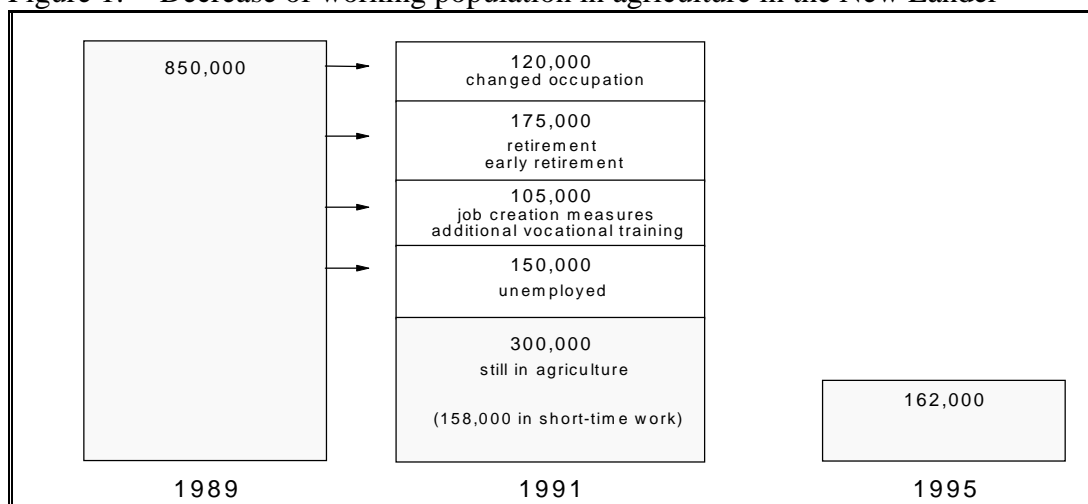 Figure 1. Decrease of working population in agriculture in the New Länder
850,000
120,000
changed occupation
175,000
retirement
early retirement
105,000
job creation measures
additional vocational training
150,000
unemployed
300,000
still in agriculture
(158,000 in short-time work)
162,000
1989
1991
1995